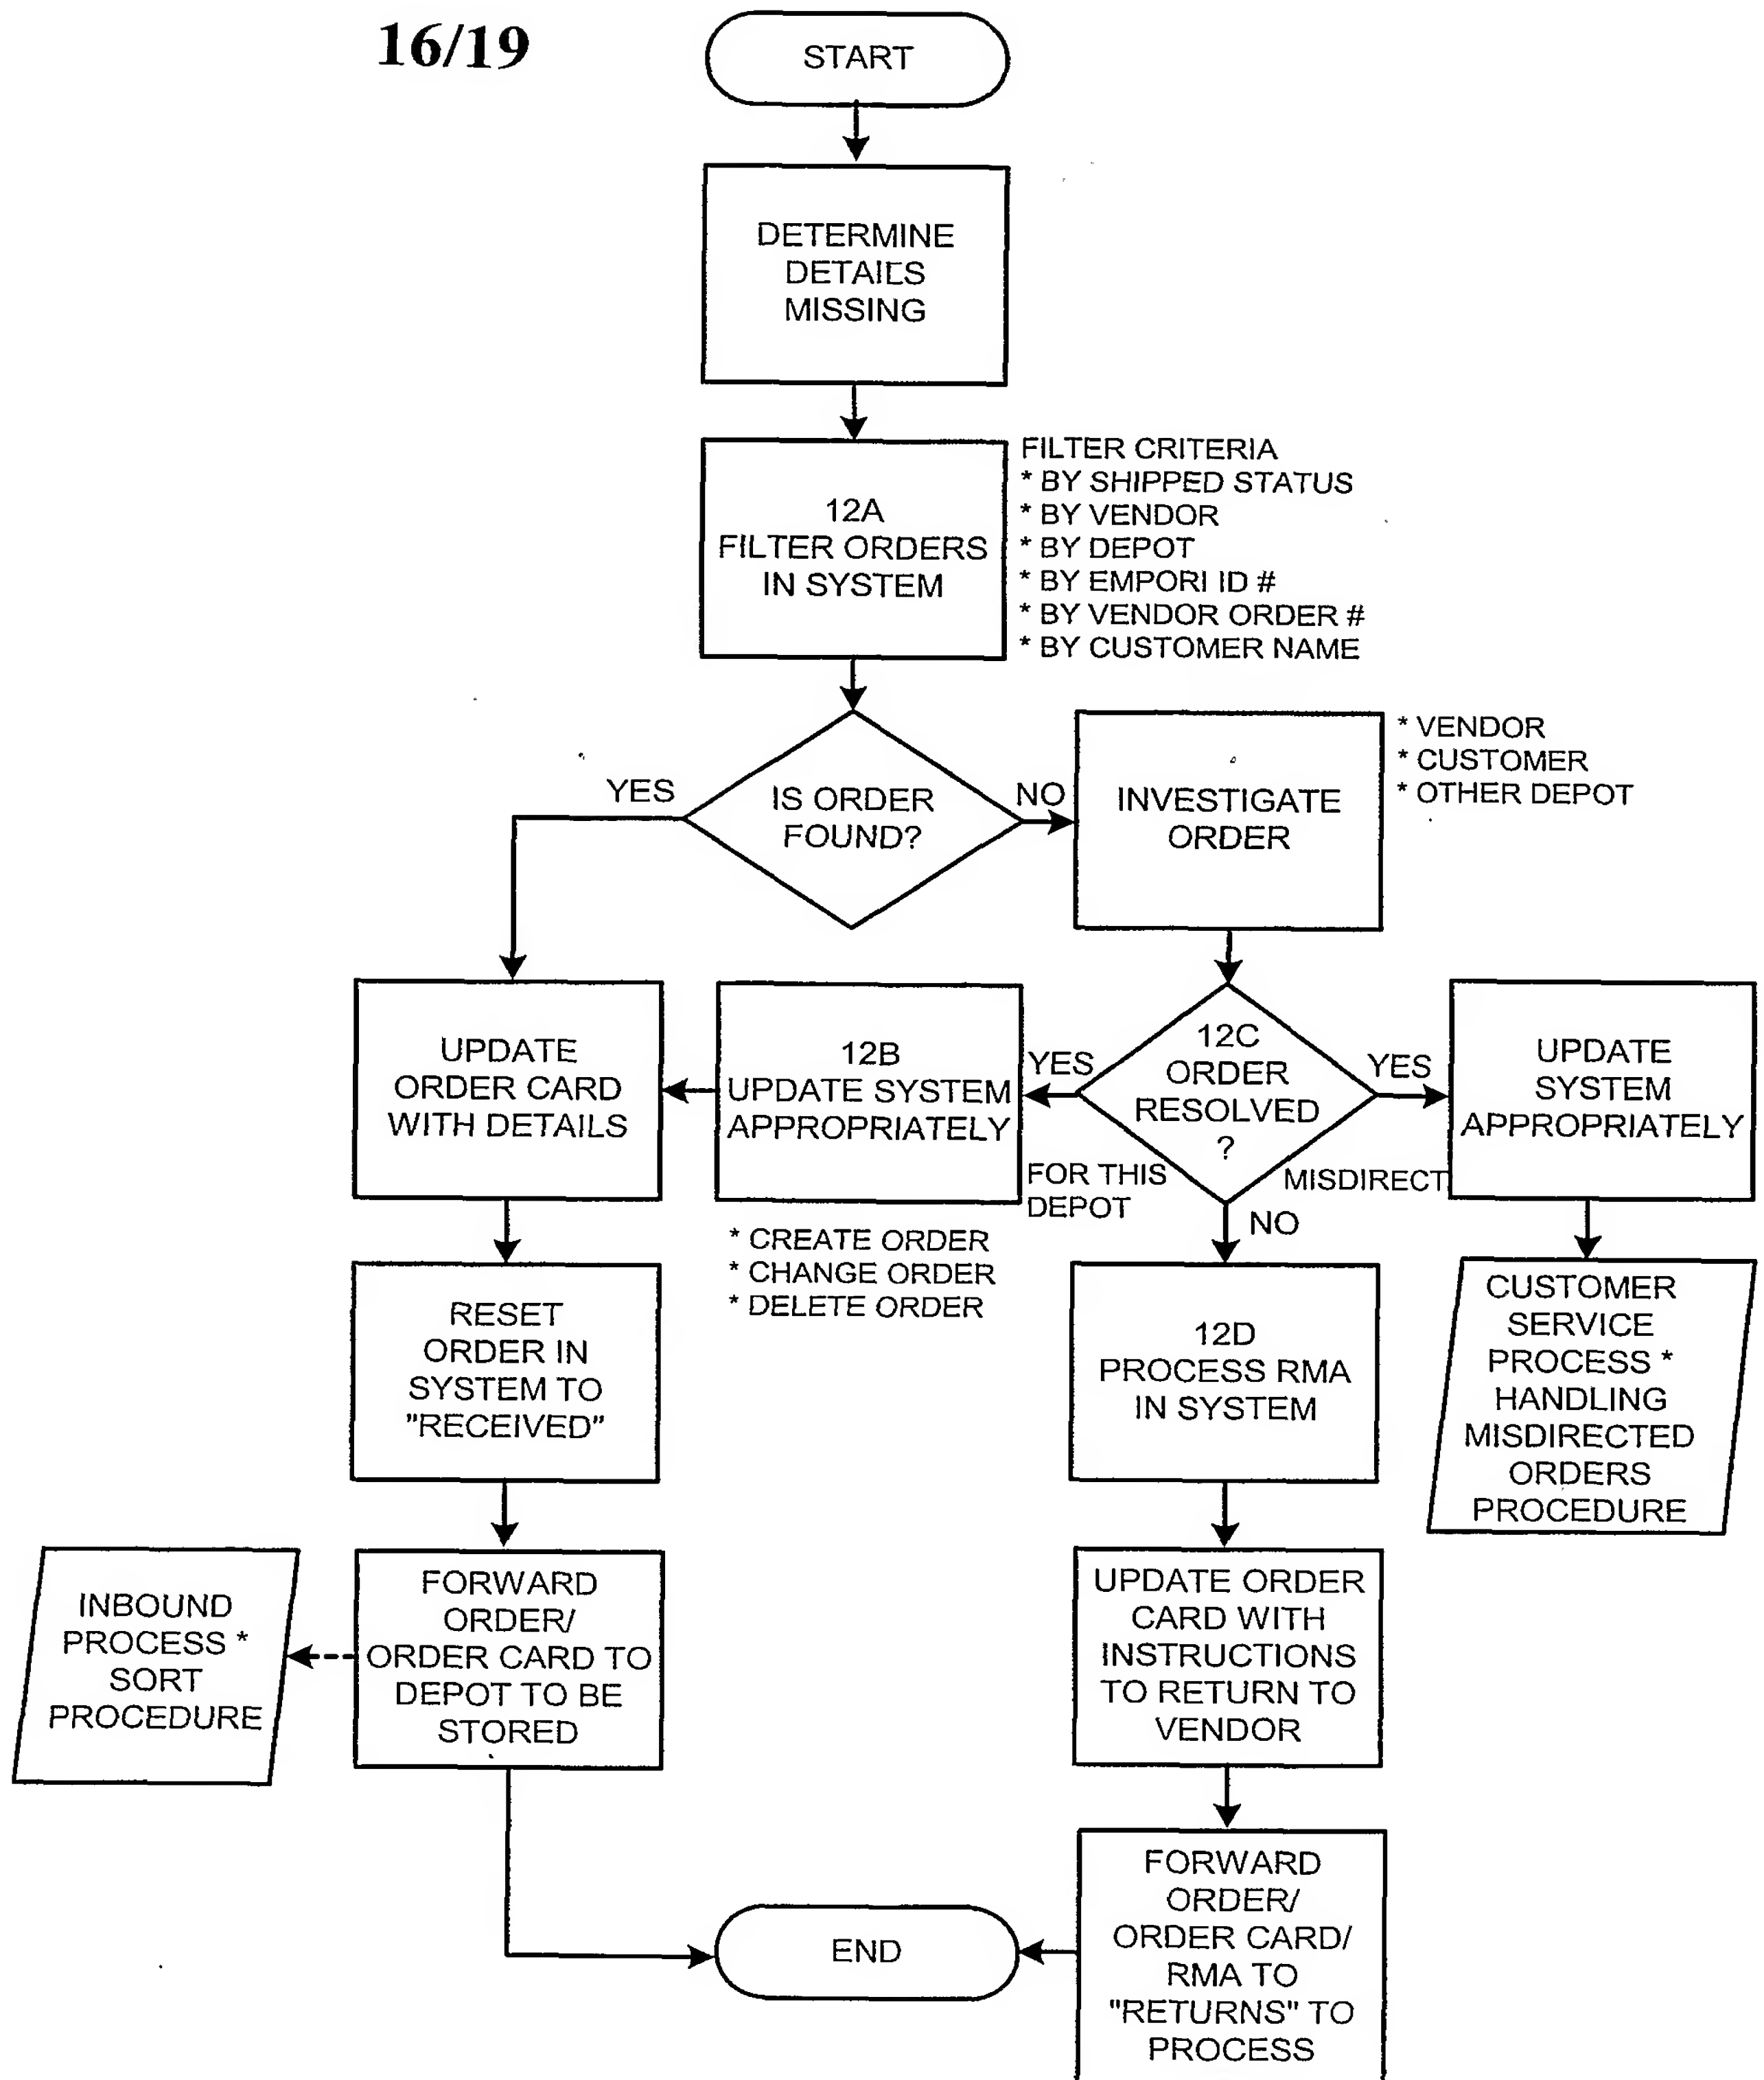 16/19
START
DETERMINE
DETAILS
MISSING
12A
FILTER ORDERS
IN SYSTEM
FILTER CRITERIA
* BY SHIPPED STATUS
* BY VENDOR
* BY DEPOT
* BY EMPORI ID #
* BY VENDOR ORDER #
* BY CUSTOMER NAME
YES
IS ORDER
FOUND?
NO
INVESTIGATE
ORDER
* VENDOR
* CUSTOMER
* OTHER DEPOT
UPDATE
ORDER CARD
WITH DETAILS
12B
UPDATE SYSTEM
APPROPRIATELY
YES
FOR THIS
DEPOT
12C
ORDER
RESOLVED
?
YES
MISDIRECT
NO
UPDATE
SYSTEM
APPROPRIATELY
* CREATE ORDER
* CHANGE ORDER
* DELETE ORDER
RESET
ORDER IN
SYSTEM TO
"RECEIVED"
12D
PROCESS RMA
IN SYSTEM
CUSTOMER
SERVICE
PROCESS *
HANDLING
MISDIRECTED
ORDERS
PROCEDURE
INBOUND
PROCESS *
SORT
PROCEDURE
FORWARD
ORDER/
ORDER CARD TO
DEPOT TO BE
STORED
UPDATE ORDER
CARD WITH
INSTRUCTIONS
TO RETURN TO
VENDOR
END
FORWARD
ORDER/
ORDER CARD/
RMA TO
"RETURNS" TO
PROCESS